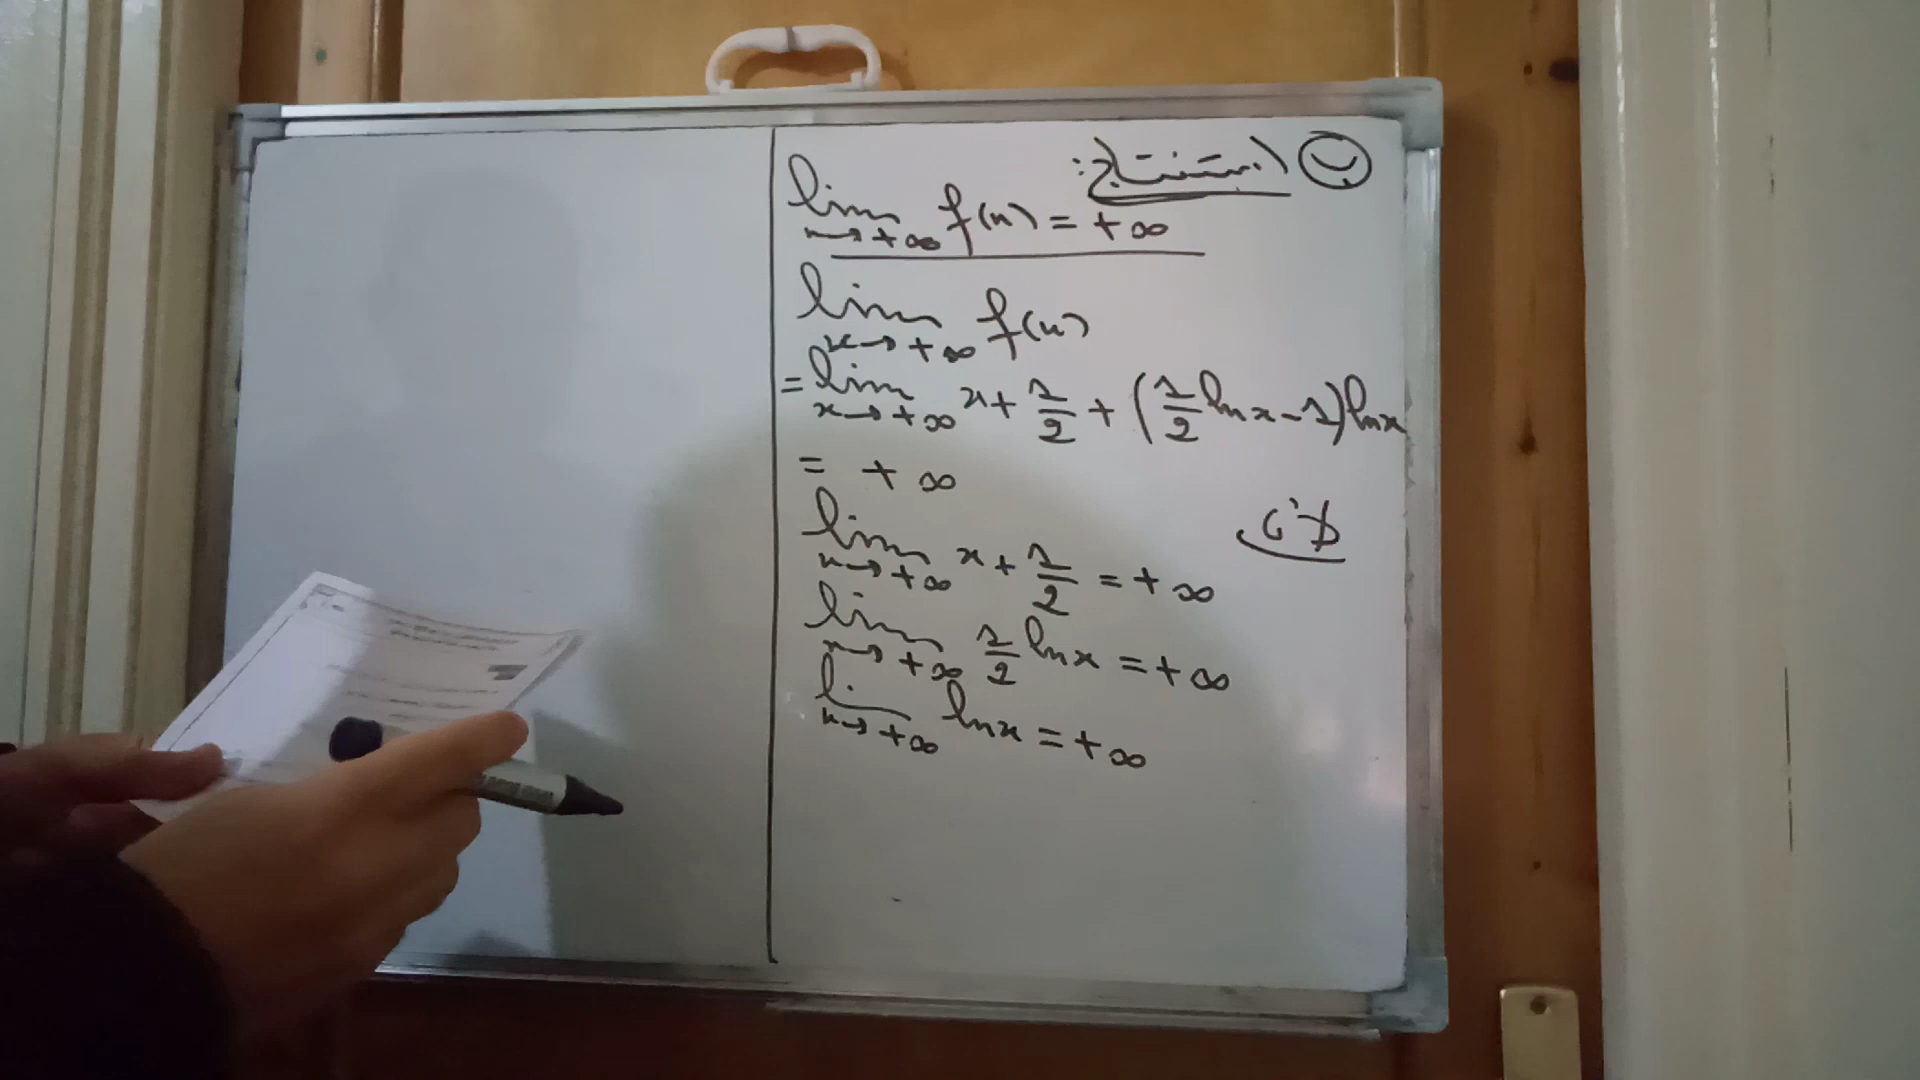 ب استنتاج:
lim x→+∞ f(x) = +∞
lim x→+∞ f(x)
= lim x→+∞ x + 1/2 + (1/2 ln x - 1) ln x
= +∞
لأن
lim x→+∞ x + 1/2 = +∞
lim x→+∞ 1/2 ln x = +∞
lim x→+∞ ln x = +∞